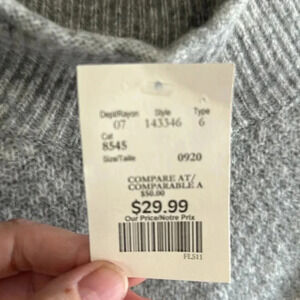 Dept/Rayon Style Type
07 143346 6
Cat
8545
Size/Taille 0920
COMPARE AT/
COMPARABLE A
$50.00
$29.99
Our Price/Notre Prix
FLS11